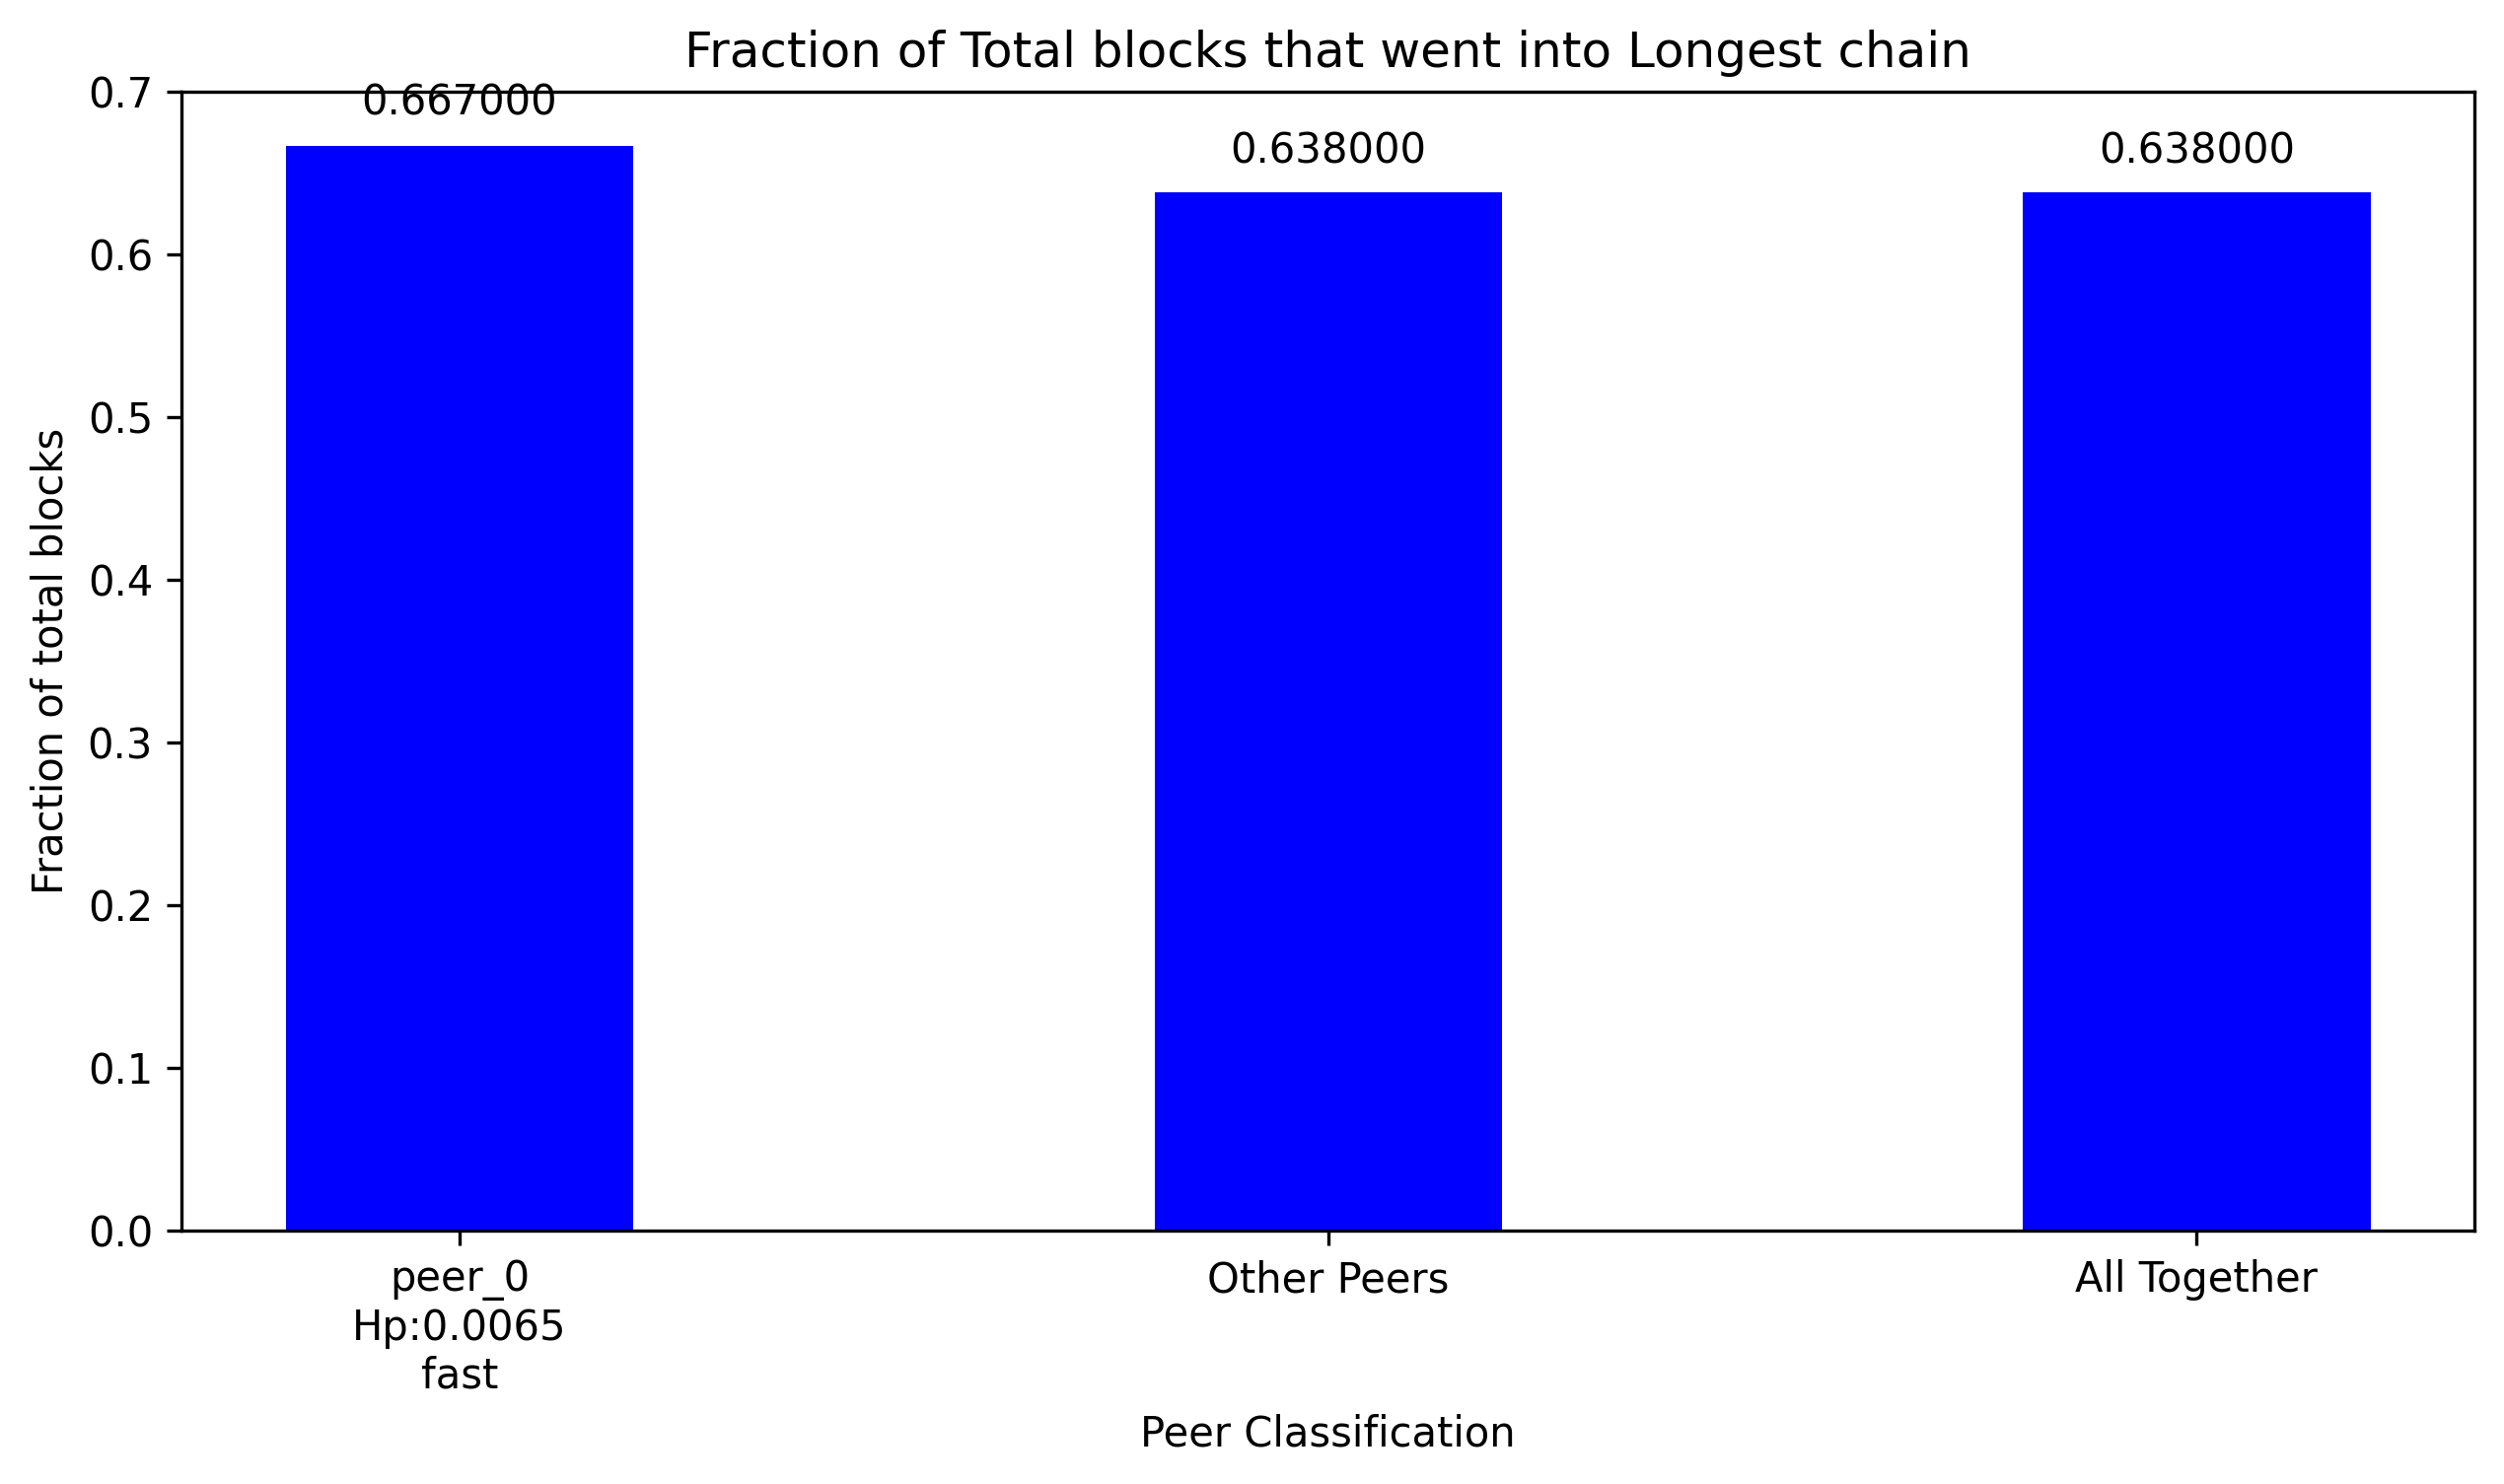 Fraction of Total blocks that went into Longest chain
0.7
0.6
0.5
0.4
0.3
0.2
0.1
0.0
Fraction of total blocks
0.667000
0.638000
0.638000
peer_0
Hp:0.0065
fast
Other Peers
All Together
Peer Classification